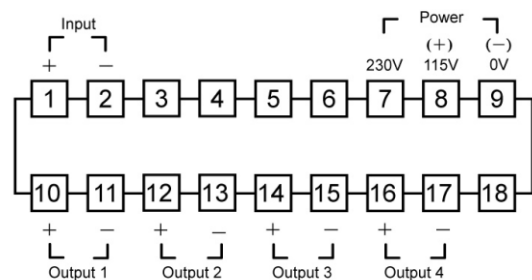 Input Power
+ − 230V (+) 115V (−) 0V
1 2 3 4 5 6 7 8 9
10 11 12 13 14 15 16 17 18
+ − + − + − + −
Output 1 Output 2 Output 3 Output 4